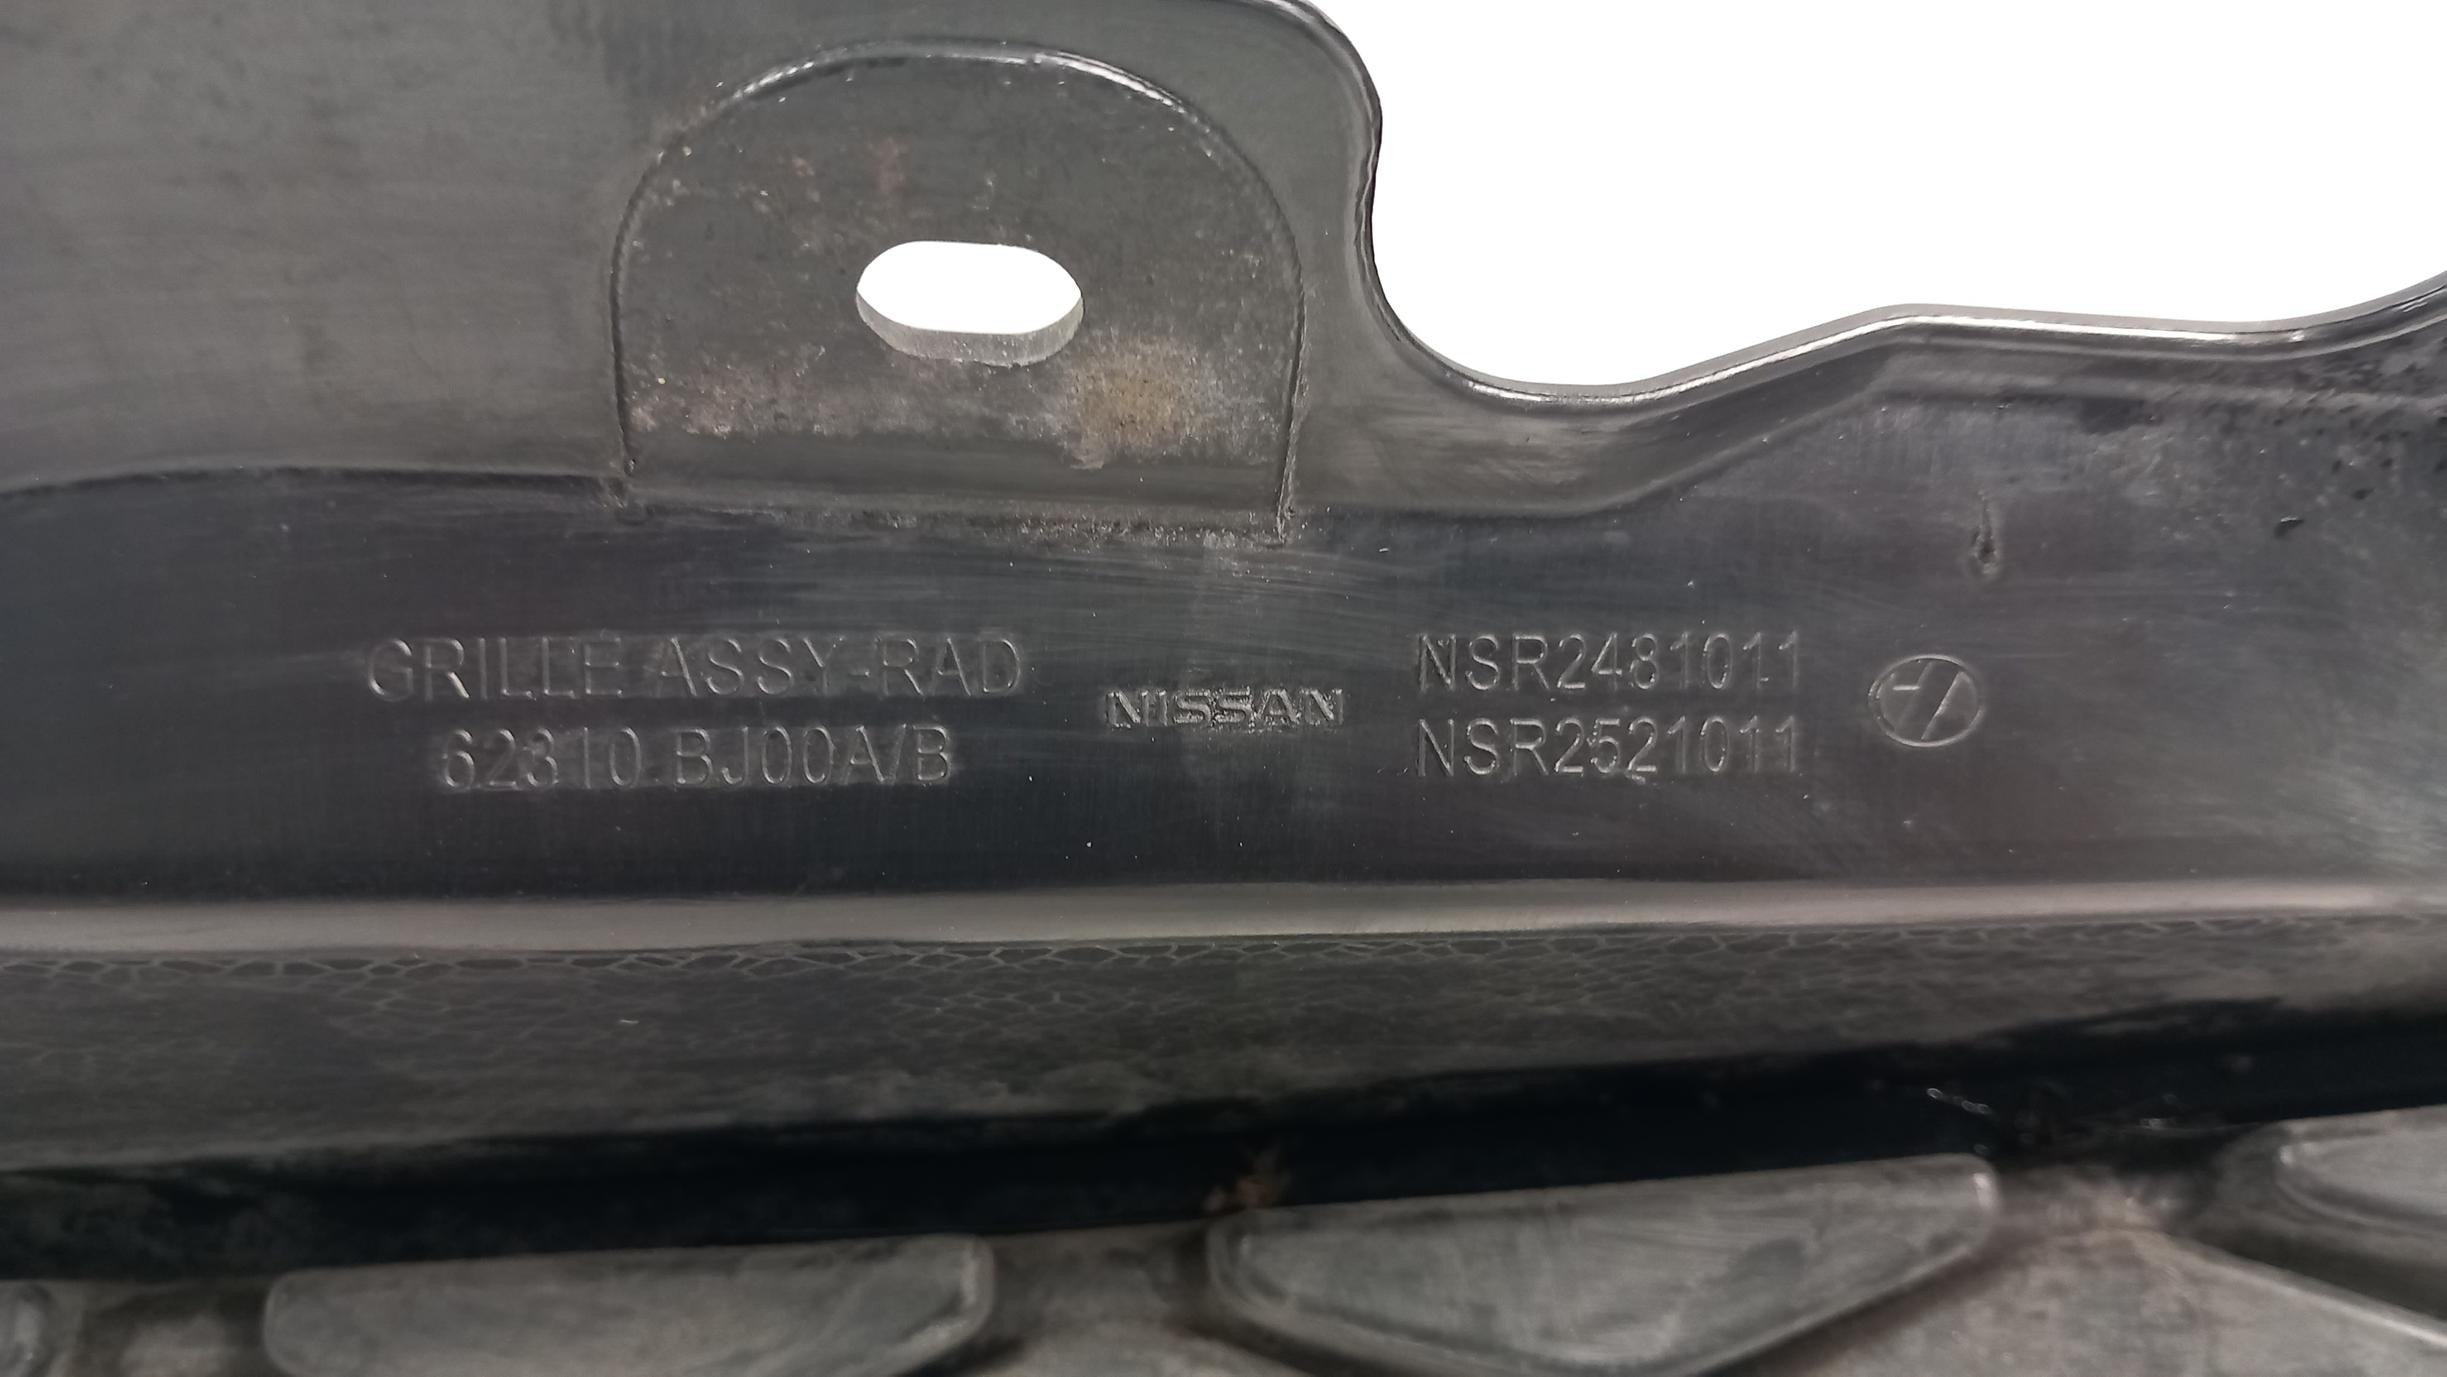 GRILLE ASSY-RAD
62310 BJ00A/B
NISSAN
NSR2481011
NSR2521011